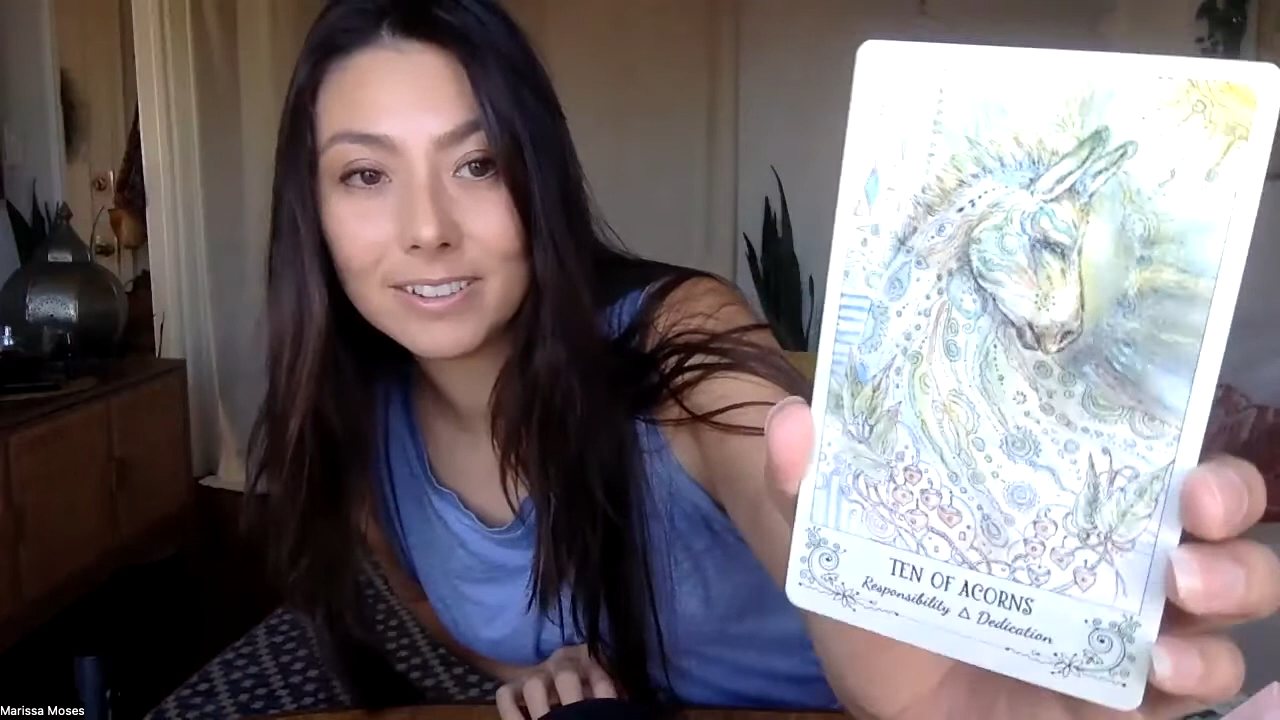 TEN OF ACORNS
Responsibility △ Dedication
Marissa Moses